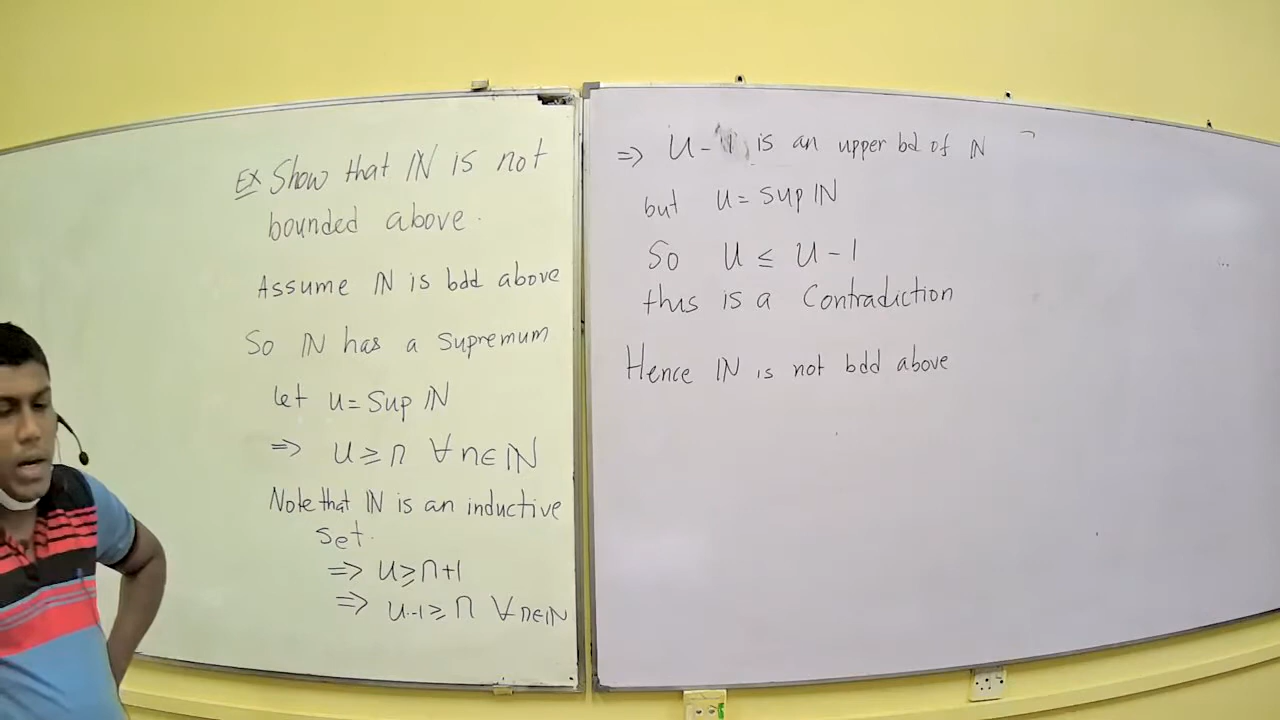 Ex Show that ℕ is not
bounded above.
Assume ℕ is bdd above
So ℕ has a supremum
let u = Sup ℕ
⇒ u ≥ n ∀ n ∈ ℕ
Note that ℕ is an inductive
set.
⇒ u ≥ n+1
⇒ u-1 ≥ n ∀ n ∈ ℕ
⇒ u-1 is an upper bd of ℕ
but u = sup ℕ
So u ≤ u-1
this is a Contradiction
Hence ℕ is not bdd above